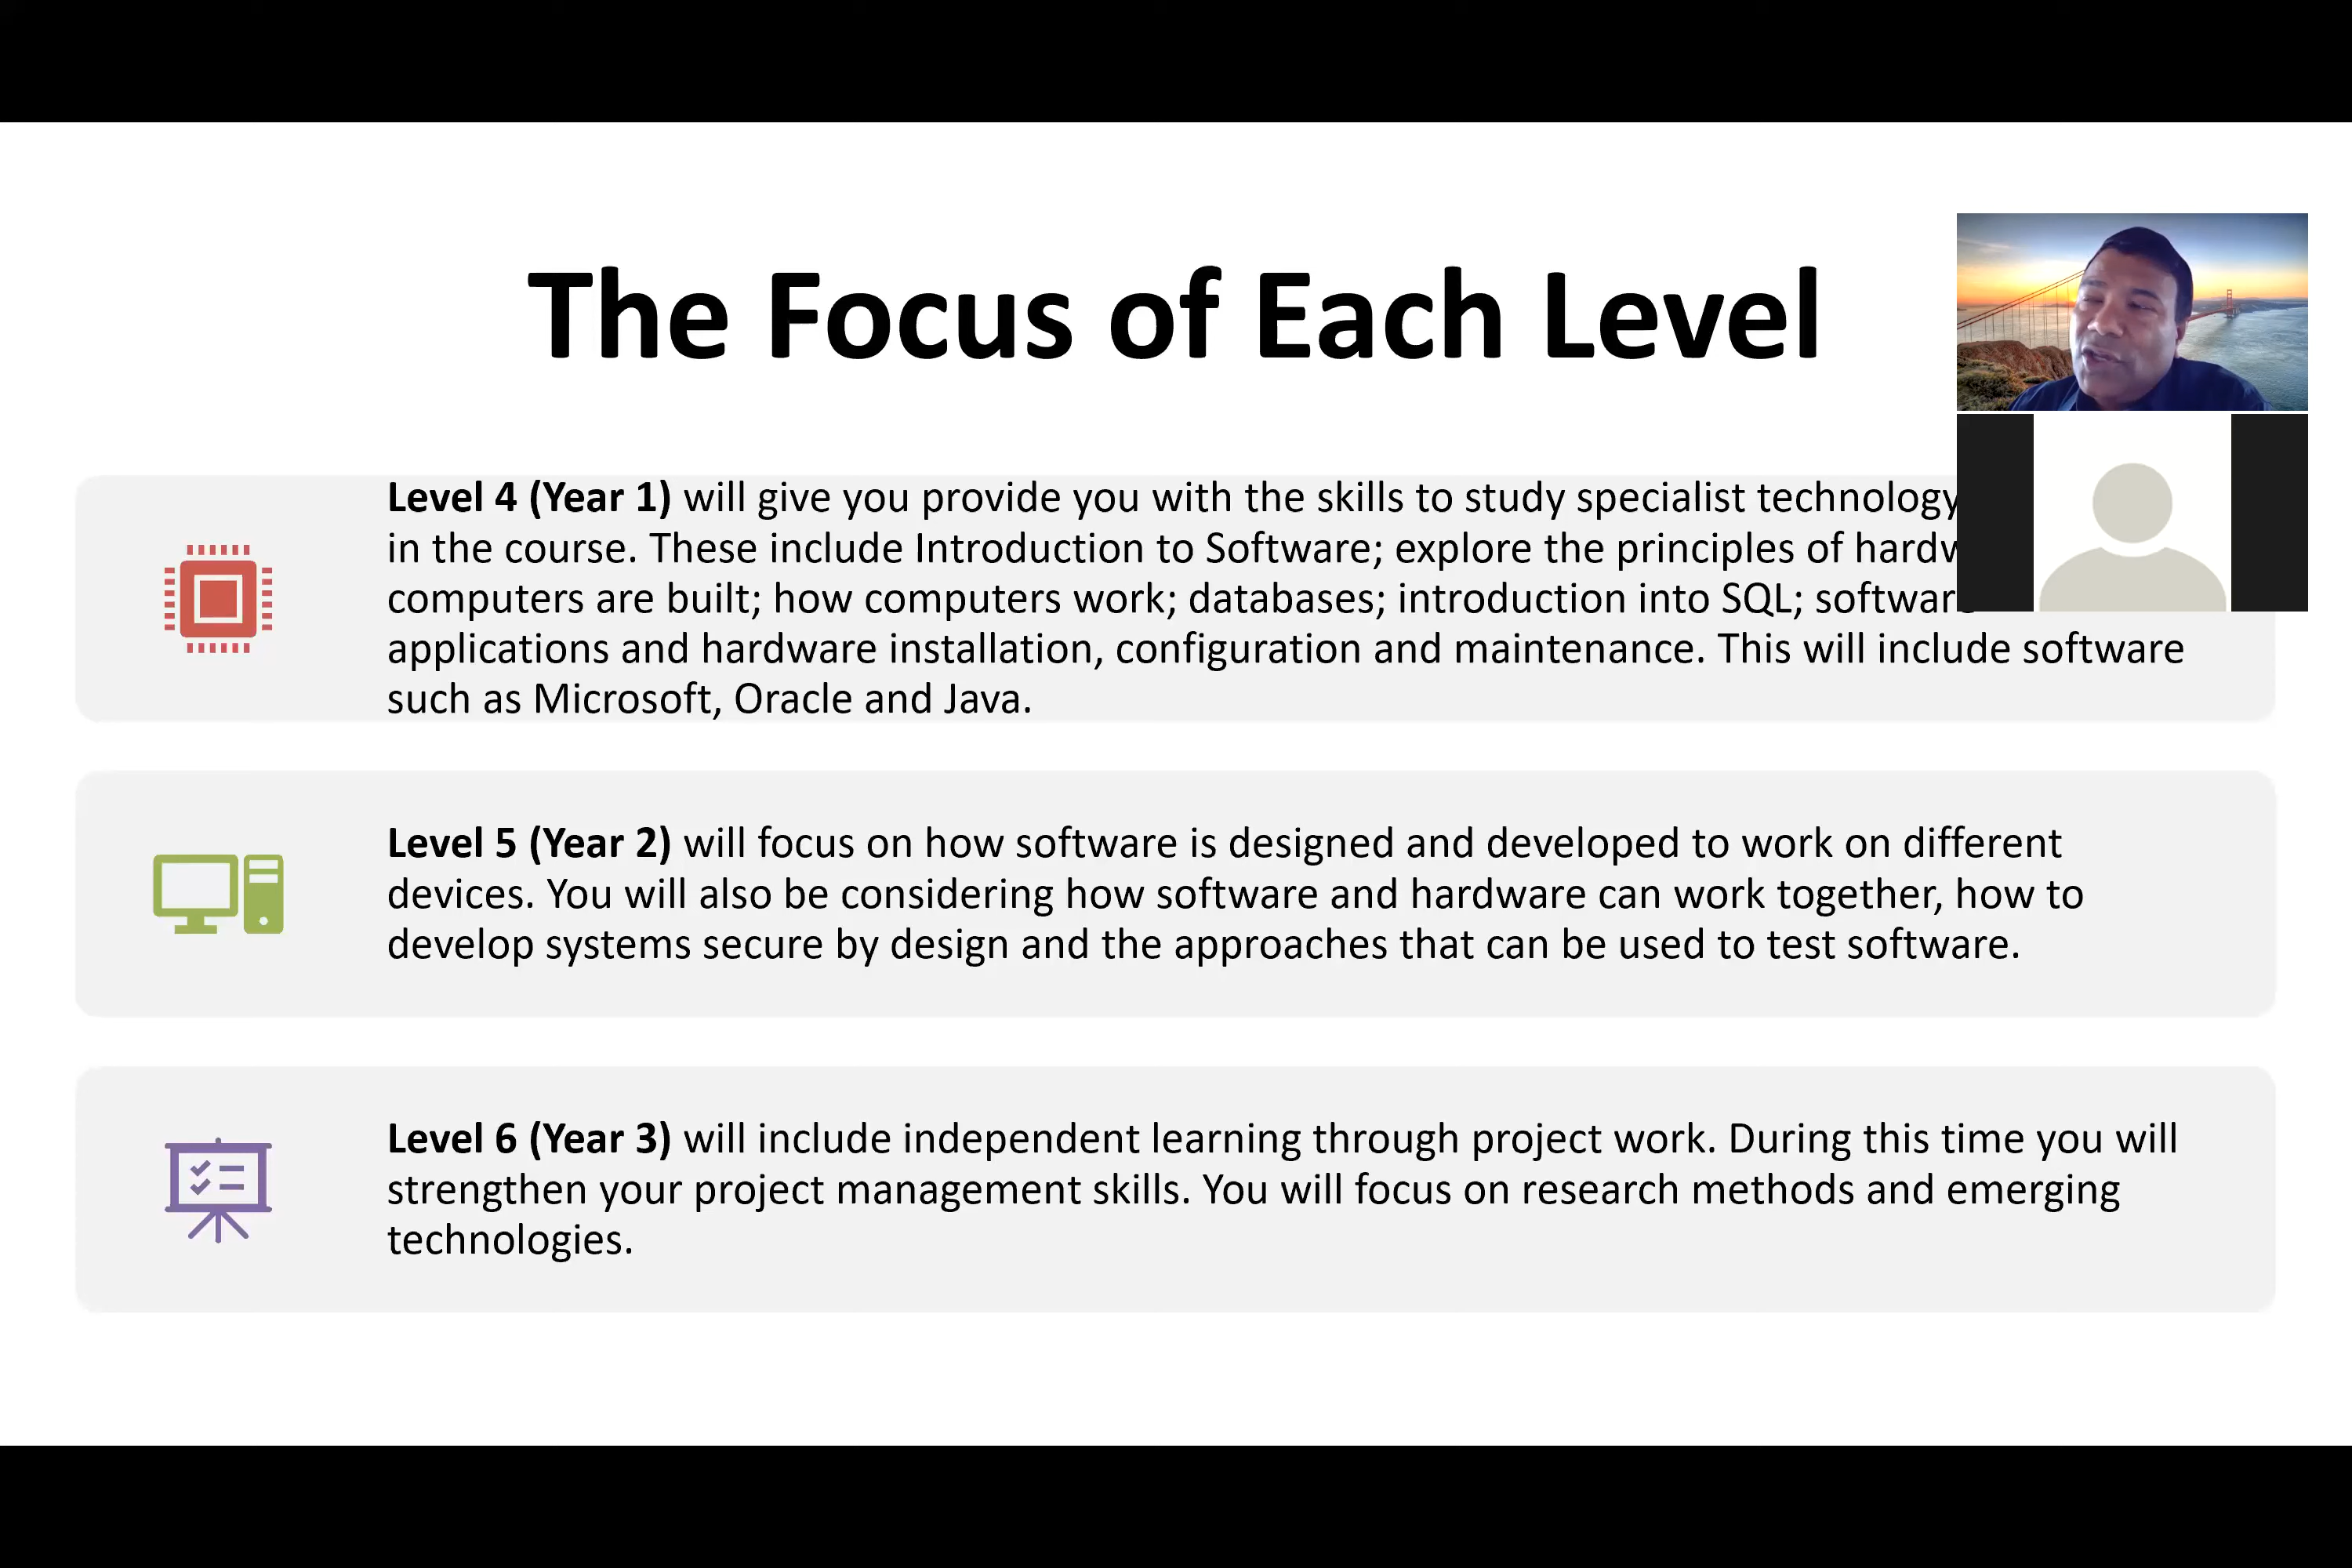 The Focus of Each Level
Level 4 (Year 1) will give you provide you with the skills to study specialist technology
in the course. These include Introduction to Software; explore the principles of
computers are built; how computers work; databases; introduction into SQL; software
applications and hardware installation, configuration and maintenance. This will include software
such as Microsoft, Oracle and Java.
Level 5 (Year 2) will focus on how software is designed and developed to work on different
devices. You will also be considering how software and hardware can work together, how to
develop systems secure by design and the approaches that can be used to test software.
Level 6 (Year 3) will include independent learning through project work. During this time you will
strengthen your project management skills. You will focus on research methods and emerging
technologies.